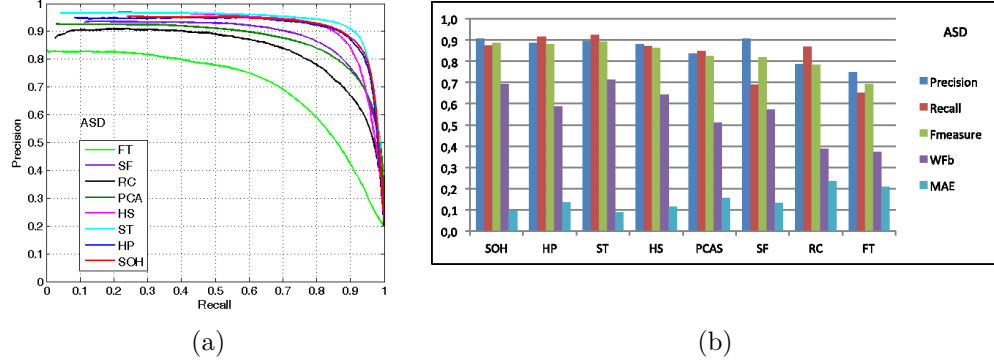 1
0.9
0.8
0.7
0.6
0.5
0.4
0.3
0.2
0.1
0
Precision
ASD
FT
SF
RC
PCA
HS
ST
HP
SOH
0 0.1 0.2 0.3 0.4 0.5 0.6 0.7 0.8 0.9 1
Recall
(a)
1,0
0,9
0,8
0,7
0,6
0,5
0,4
0,3
0,2
0,1
0,0
SOH HP ST HS PCAS SF RC FT
ASD
Precision
Recall
Fmeasure
WFb
MAE
(b)